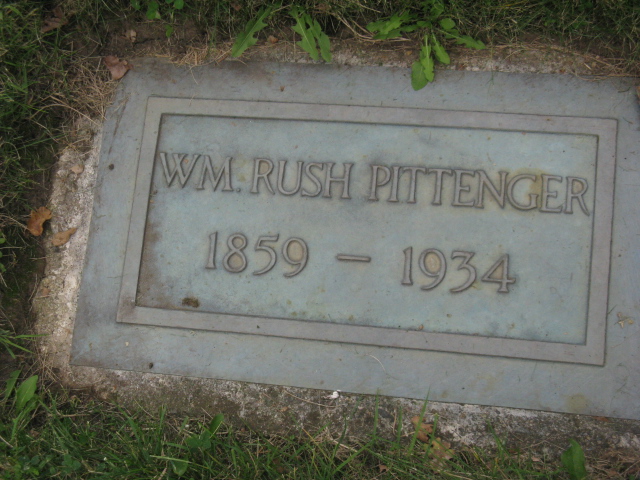 WM. RUSH PITTENGER
1859 – 1934